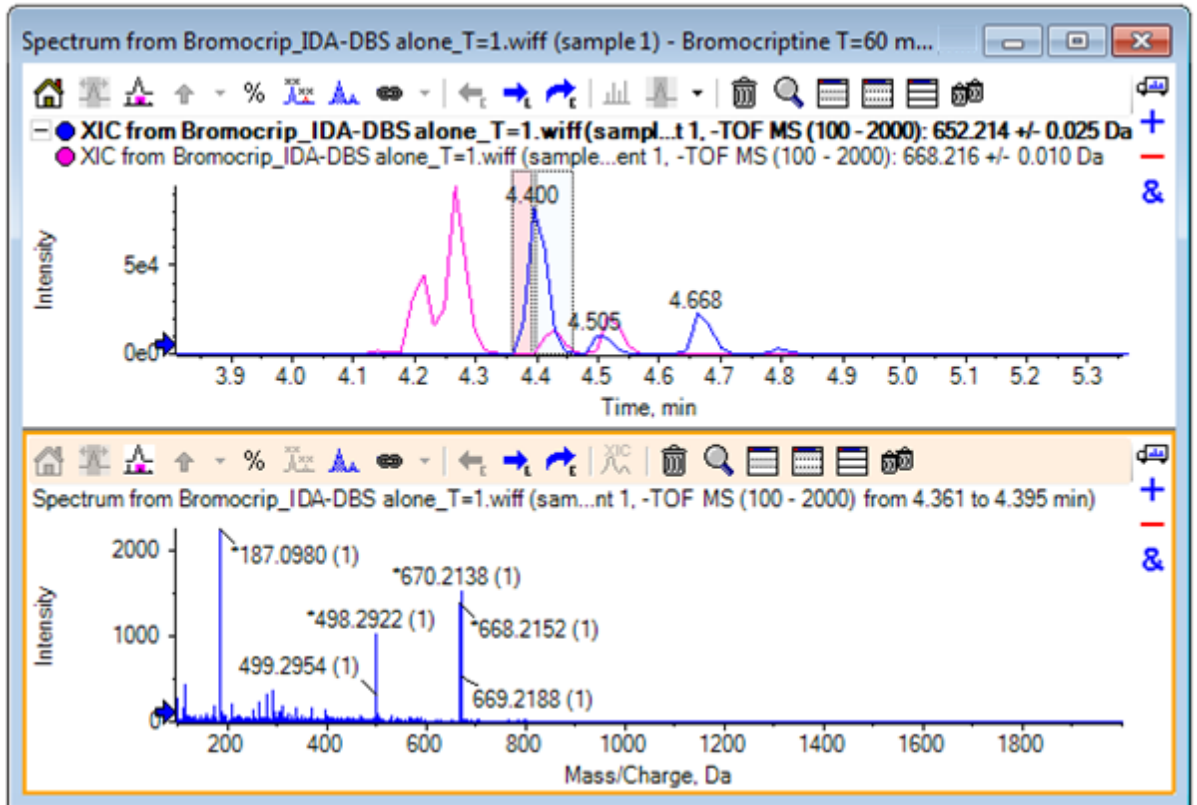 Spectrum from Bromocrip_IDA-DBS alone_T=1.wiff (sample 1) - Bromocriptine T=60 m...
%
XIC from Bromocrip_IDA-DBS alone_T=1.wiff (sampl...t 1, -TOF MS (100 - 2000): 652.214 +/- 0.025 Da
XIC from Bromocrip_IDA-DBS alone_T=1.wiff (sample...ent 1, -TOF MS (100 - 2000): 668.216 +/- 0.010 Da
&
4.400
5e4
4.505
4.668
0e0
Intensity
3.9 4.0 4.1 4.2 4.3 4.4 4.5 4.6 4.7 4.8 4.9 5.0 5.1 5.2 5.3
Time, min
% XIC
Spectrum from Bromocrip_IDA-DBS alone_T=1.wiff (sam...nt 1, -TOF MS (100 - 2000) from 4.361 to 4.395 min)
&
2000
*187.0980 (1)
*670.2138 (1)
*498.2922 (1)
*668.2152 (1)
1000
499.2954 (1)
669.2188 (1)
0
Intensity
200 400 600 800 1000 1200 1400 1600 1800
Mass/Charge, Da